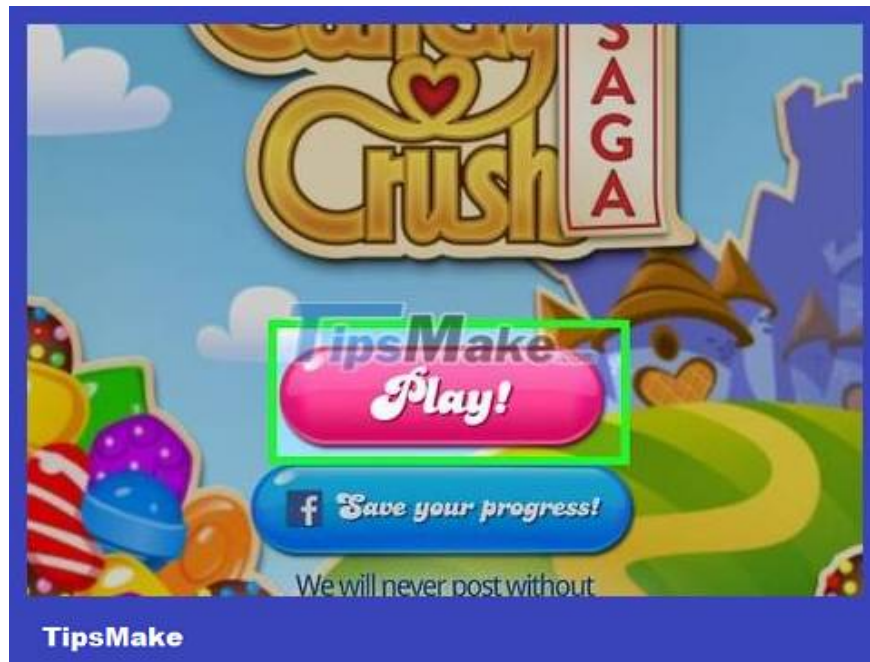 Candy
Crush
SAGA
TipsMake
Play!
f Save your progress!
We will never post without
TipsMake